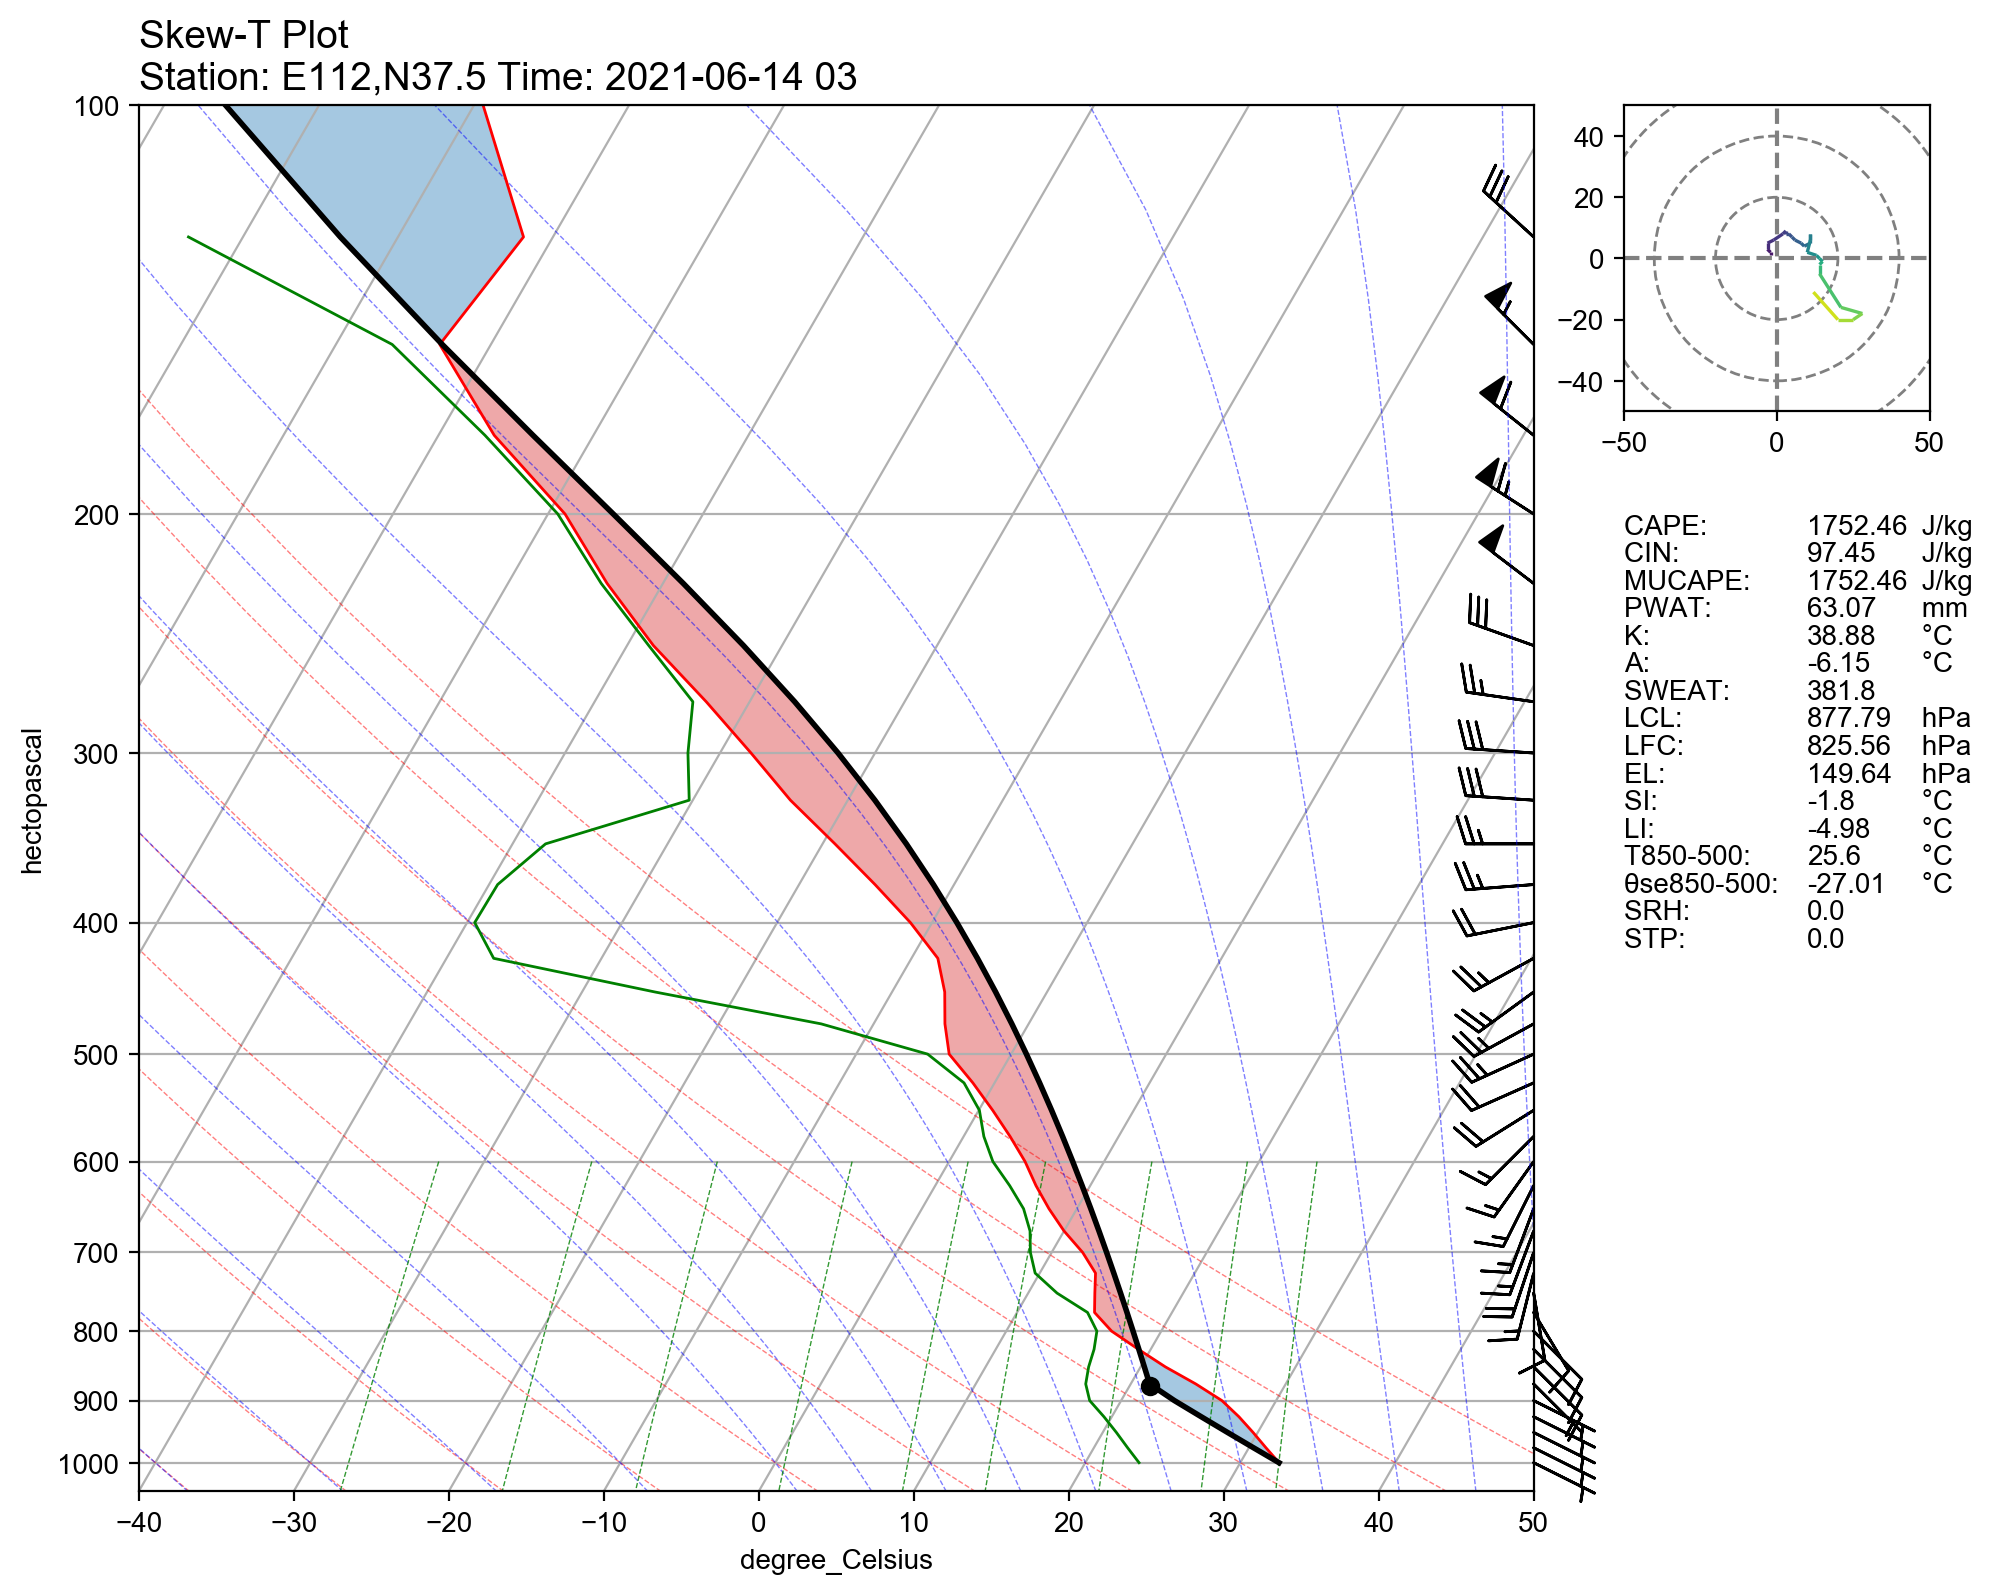 Skew-T Plot
Station: E112,N37.5 Time: 2021-06-14 03
100
200
300
400
500
600
700
800
900
1000
hectopascal
−40 −30 −20 −10 0 10 20 30 40 50
degree_Celsius
40
20
0
−20
−40
−50 0 50
CAPE: 1752.46 J/kg
CIN: 97.45 J/kg
MUCAPE: 1752.46 J/kg
PWAT: 63.07 mm
K: 38.88 °C
A: -6.15 °C
SWEAT: 381.8
LCL: 877.79 hPa
LFC: 825.56 hPa
EL: 149.64 hPa
SI: -1.8 °C
LI: -4.98 °C
T850-500: 25.6 °C
θse850-500: -27.01 °C
SRH: 0.0
STP: 0.0